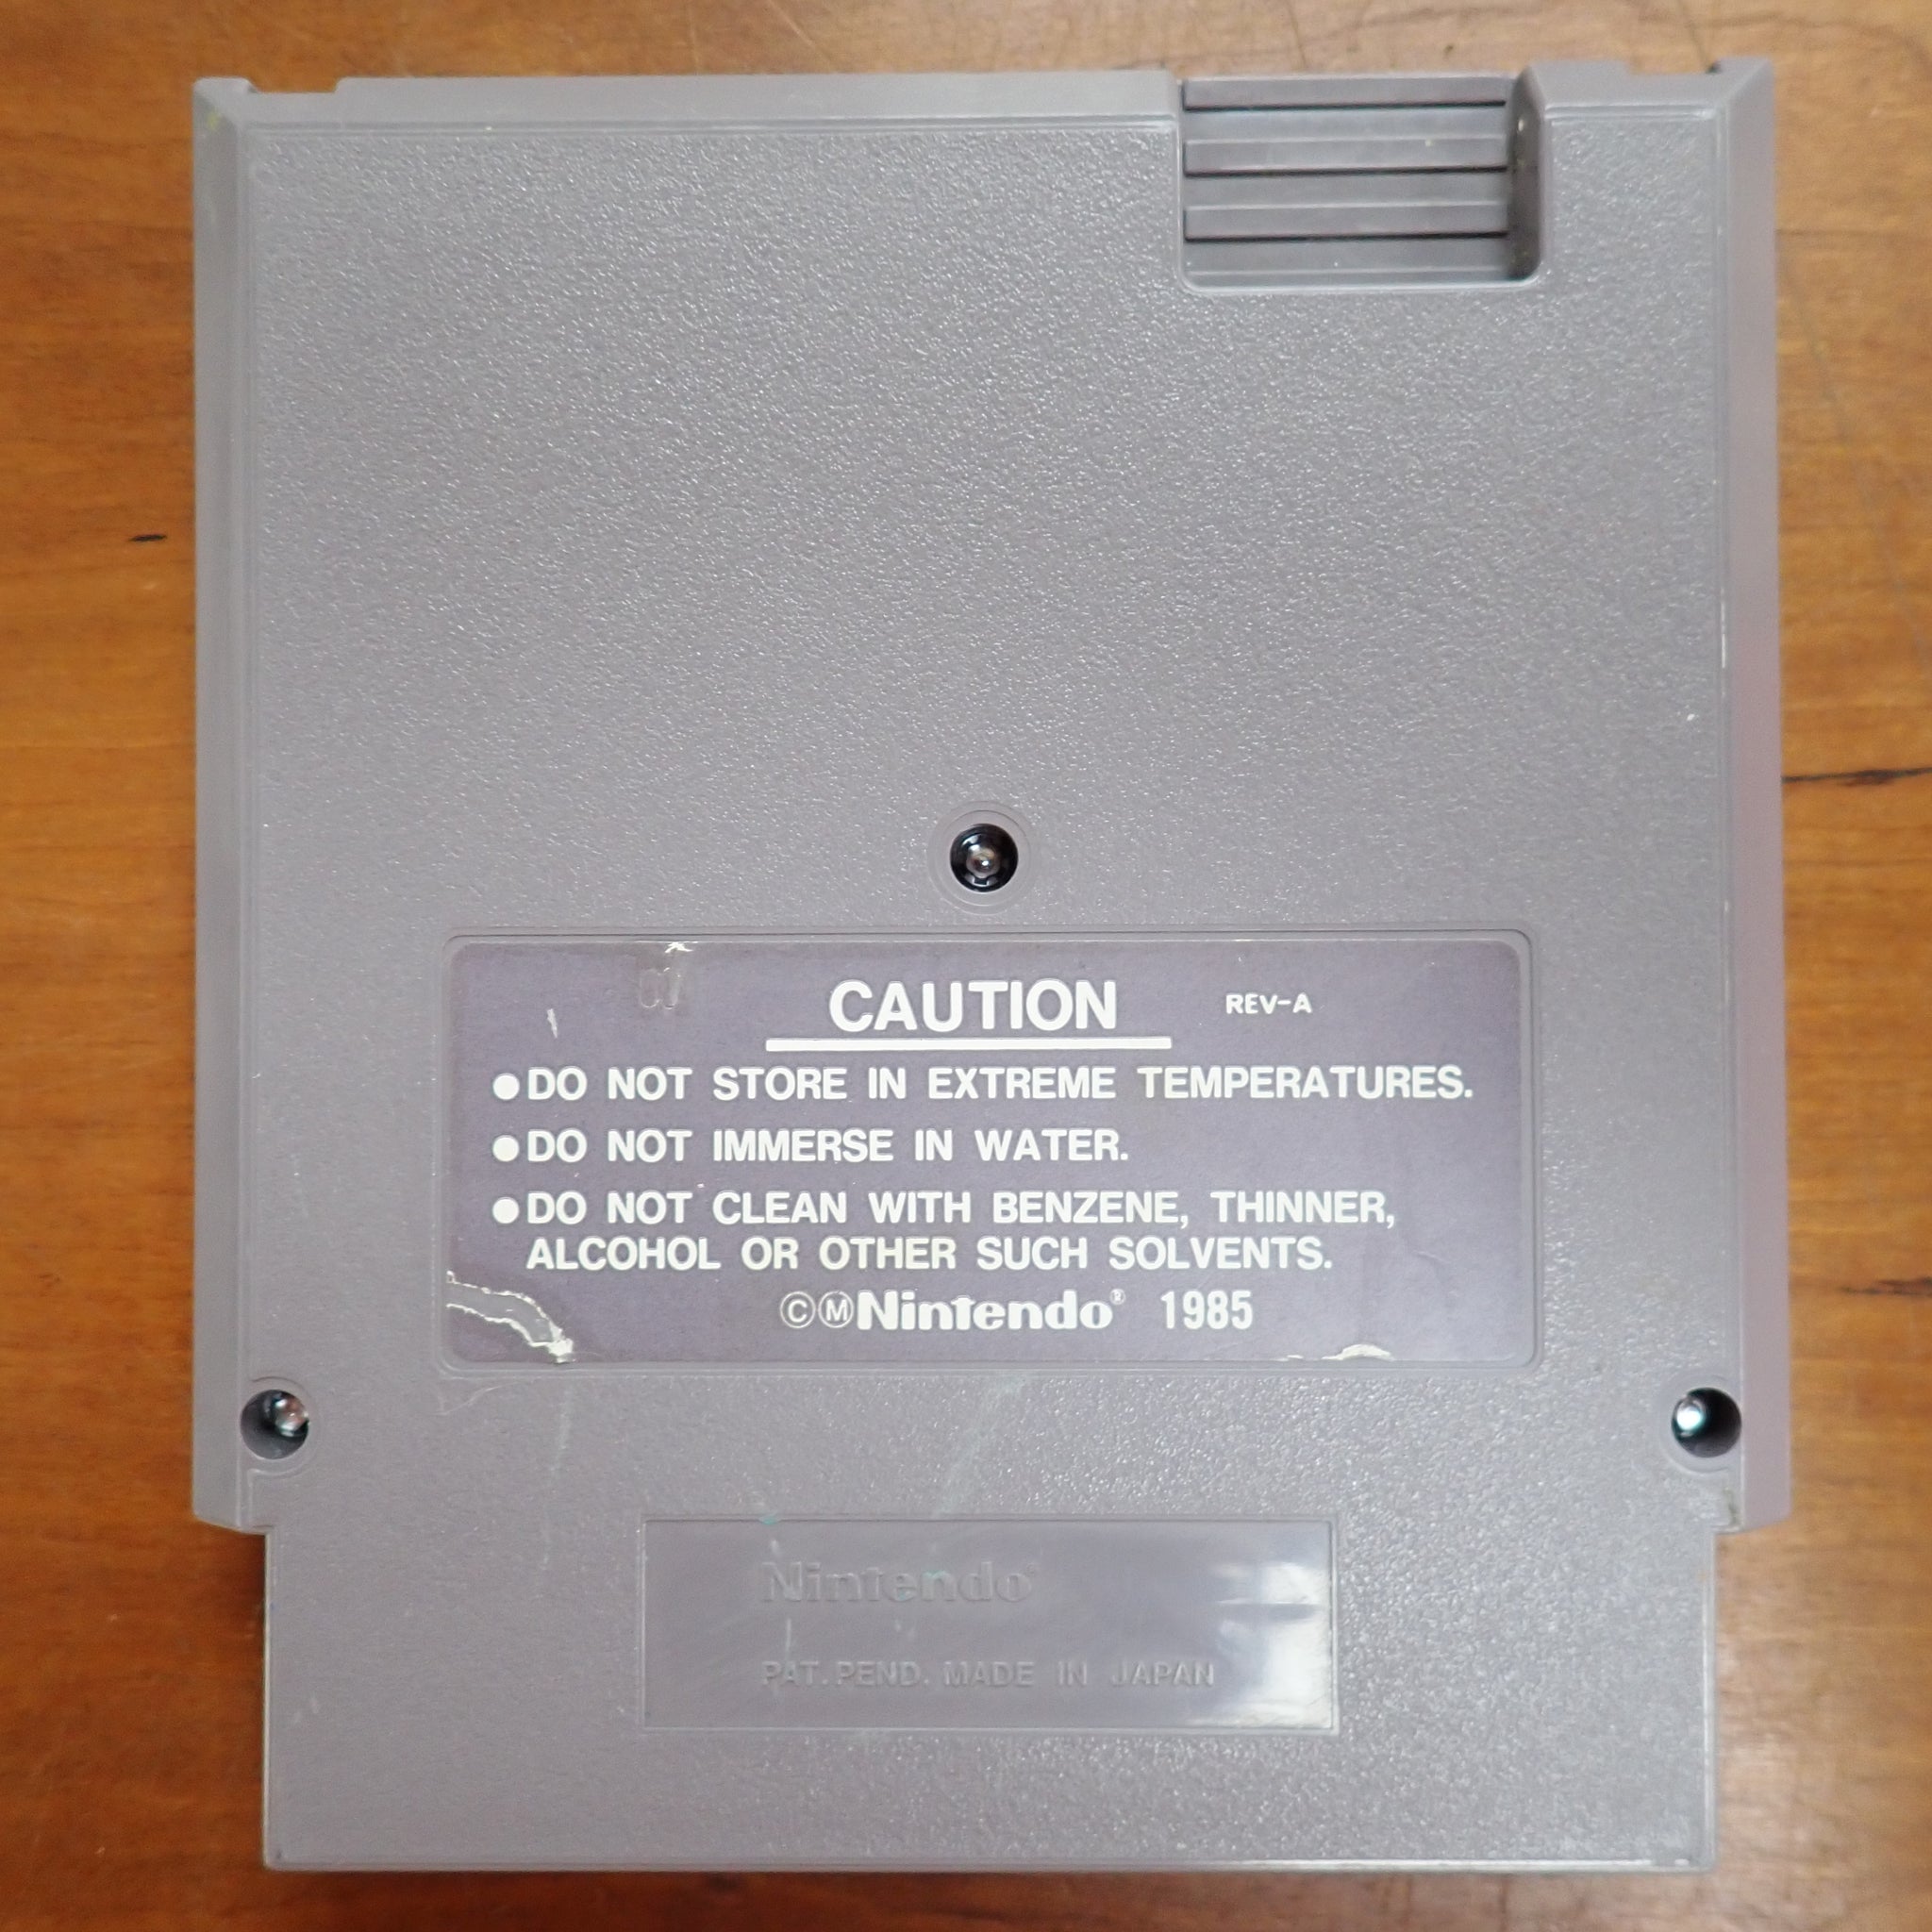 CAUTION REV-A
●DO NOT STORE IN EXTREME TEMPERATURES.
●DO NOT IMMERSE IN WATER.
●DO NOT CLEAN WITH BENZENE, THINNER,
ALCOHOL OR OTHER SUCH SOLVENTS.
ⒸⓂNintendo® 1985
Nintendo®
PAT. PEND. MADE IN JAPAN